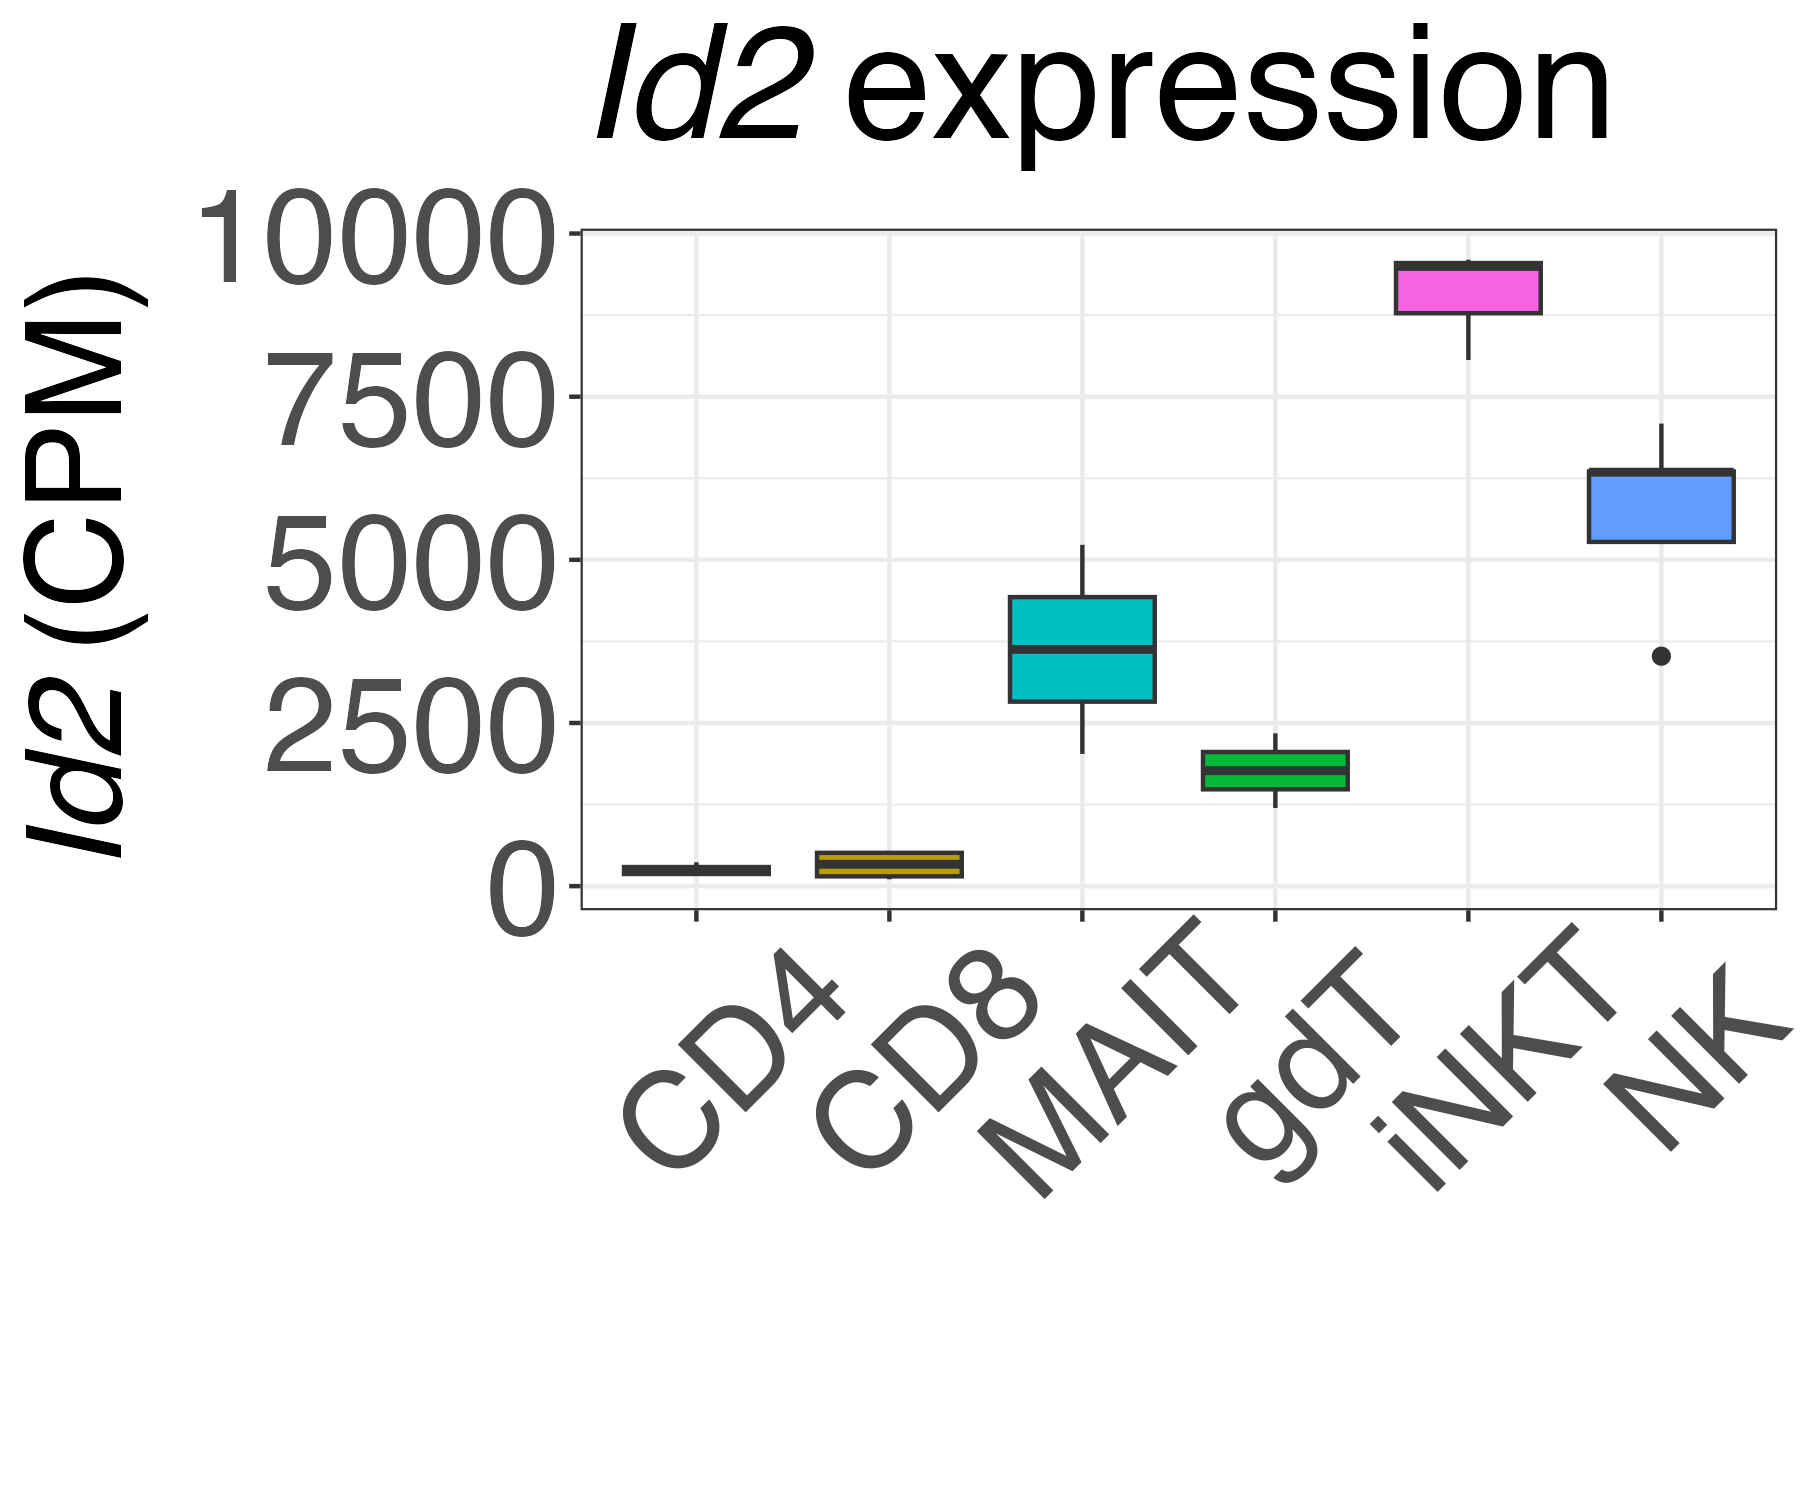 Id2 expression
Id2 (CPM)
10000
7500
5000
2500
0
CD4
CD8
MAIT
gdT
iNKT
NK